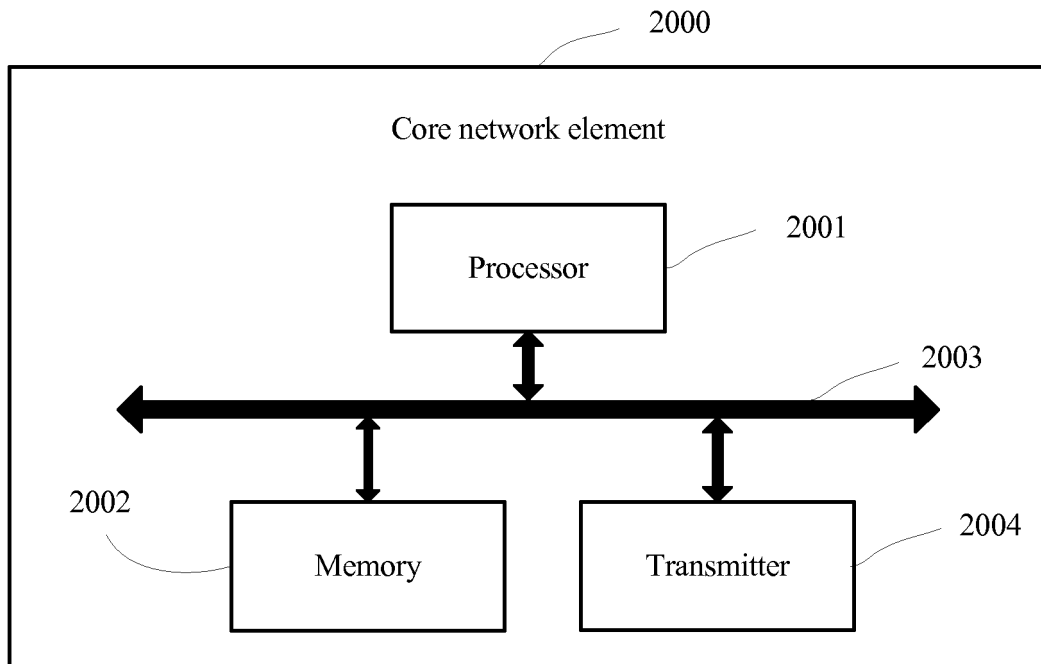 2000
Core network element
2001
Processor
2003
2002
2004
Memory
Transmitter